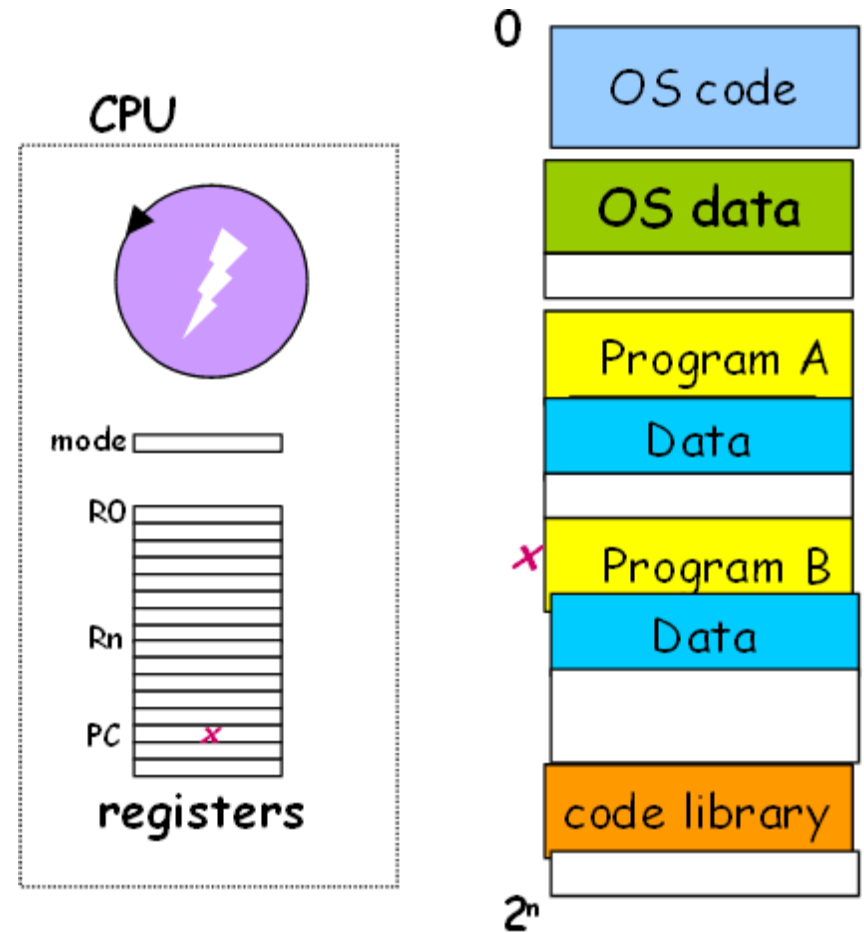 CPU
mode
R0
Rn
PC
x
registers
0
OS code
OS data
Program A
Data
x
Program B
Data
code library
2ⁿ